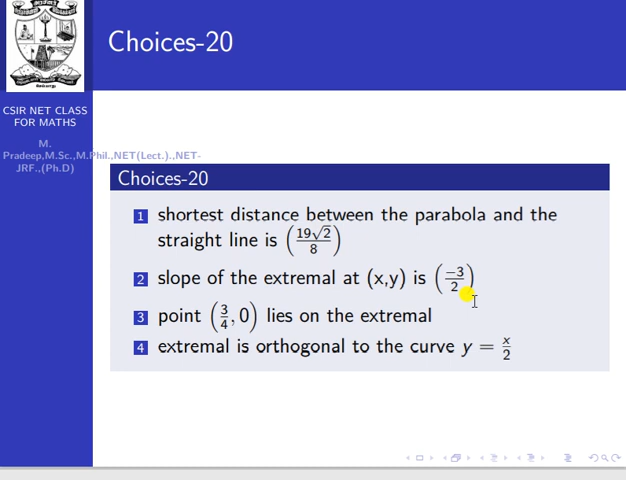 Choices-20
CSIR NET CLASS
FOR MATHS
M.
Pradeep,M.Sc.,M.Phil.,NET(Lect.).,NET-
JRF.,(Ph.D)
Choices-20
1 shortest distance between the parabola and the
straight line is (19√2/8)
2 slope of the extremal at (x,y) is (−3/2)
3 point (3/4, 0) lies on the extremal
4 extremal is orthogonal to the curve y = x/2